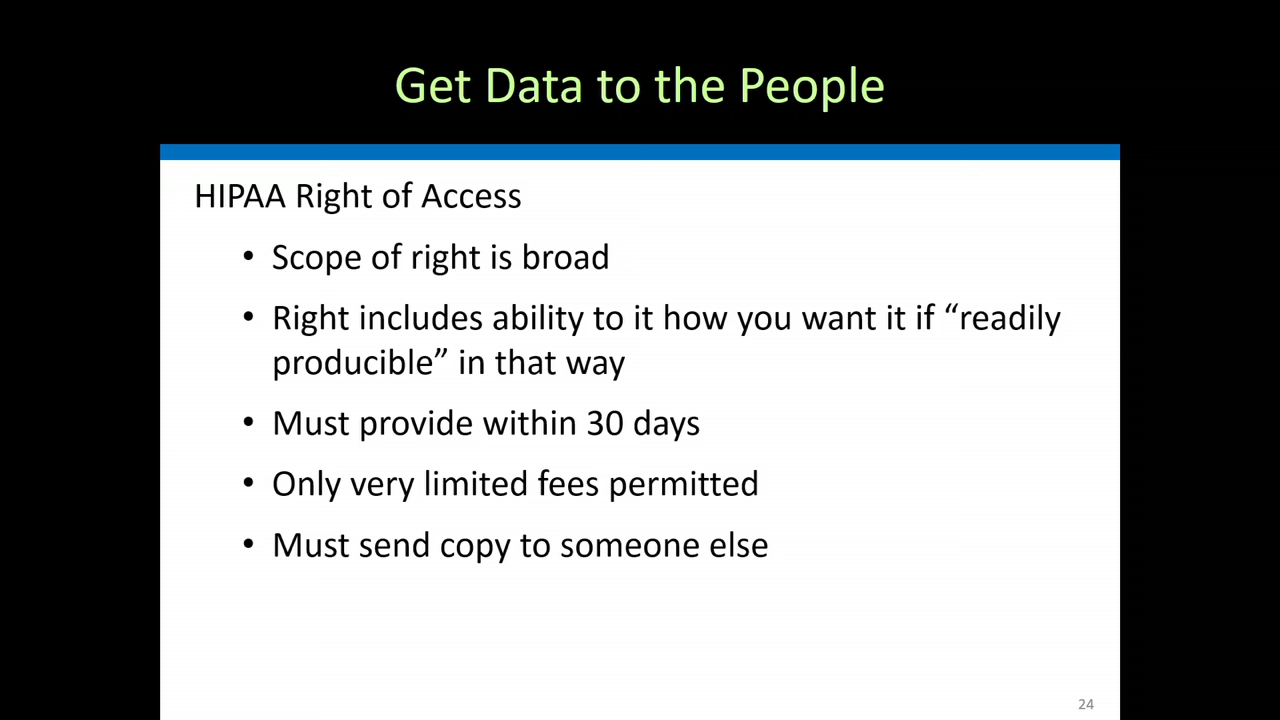 Get Data to the People
HIPAA Right of Access
• Scope of right is broad
• Right includes ability to it how you want it if “readily
producible” in that way
• Must provide within 30 days
• Only very limited fees permitted
• Must send copy to someone else
24